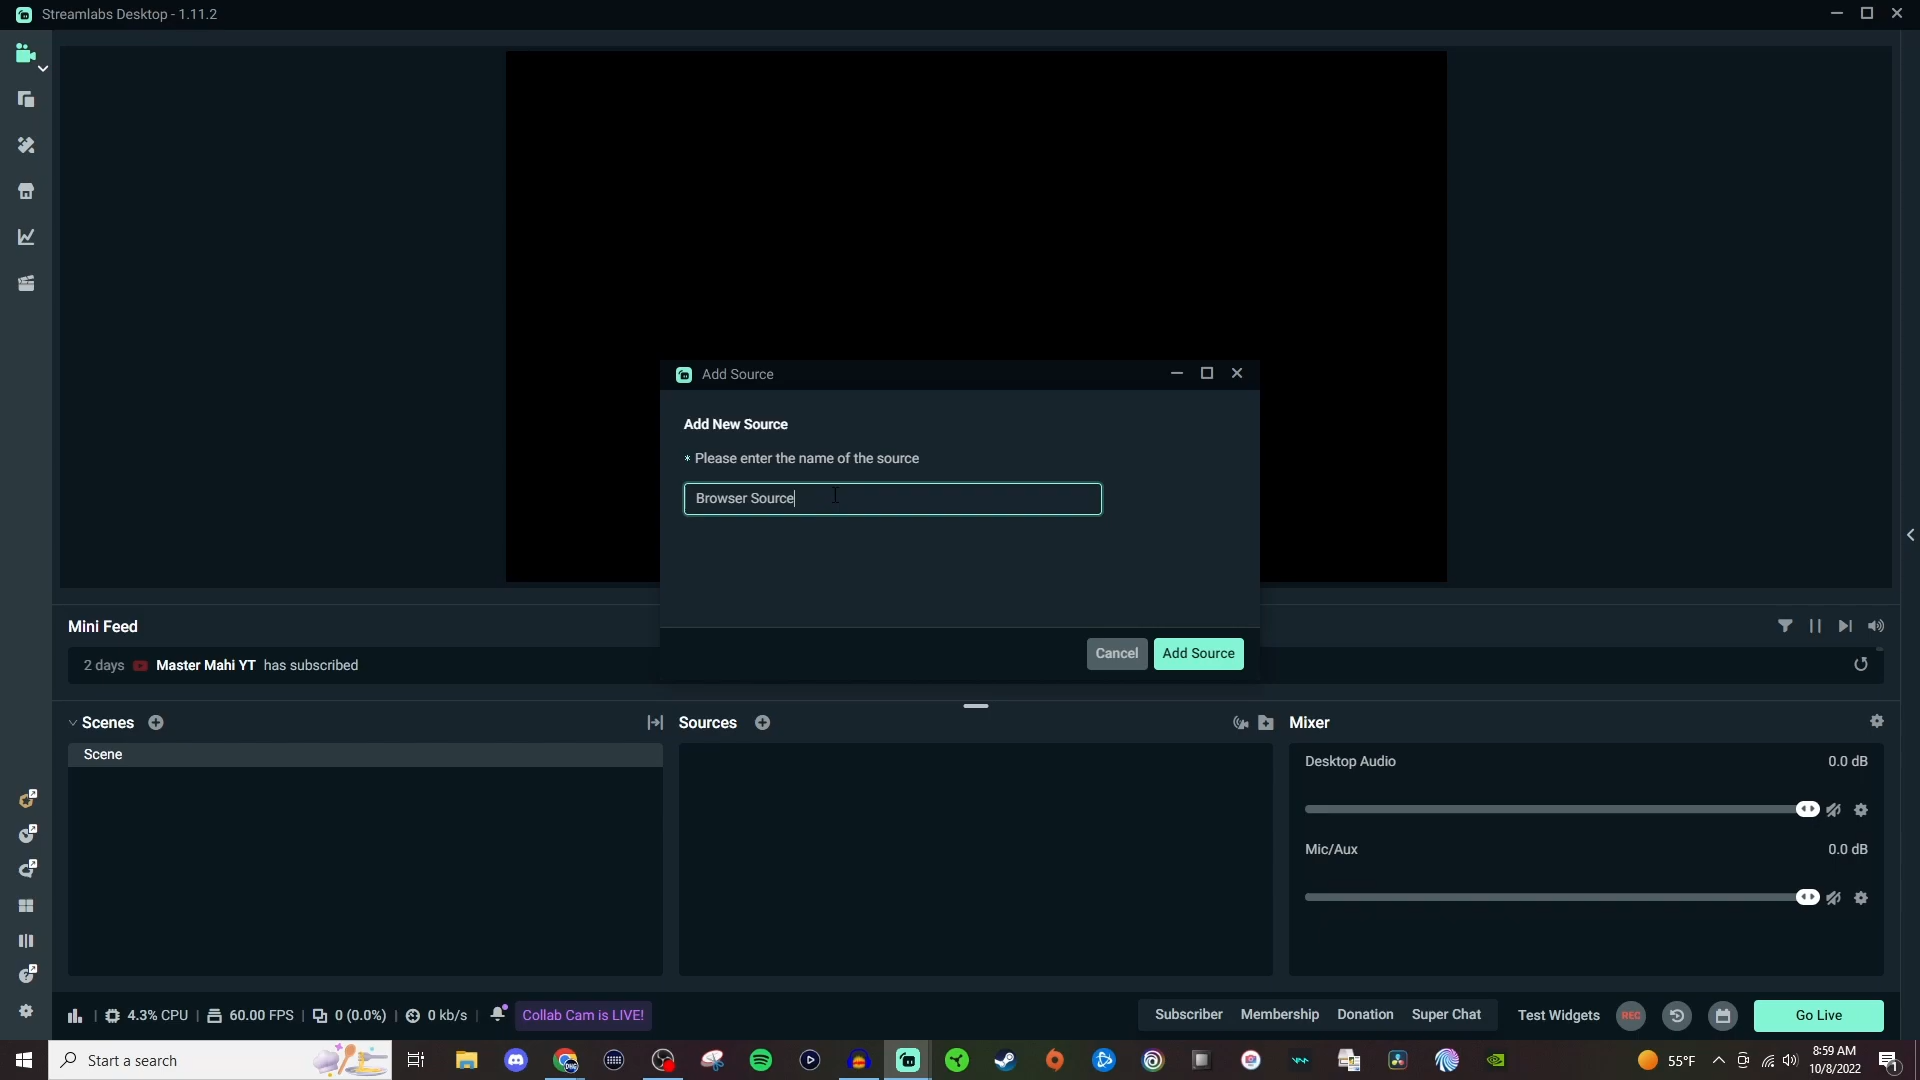 Streamlabs Desktop - 1.11.2
Add Source
Add New Source
* Please enter the name of the source
Browser Source
Cancel
Add Source
Mini Feed
2 days Master Mahi YT has subscribed
Scenes
Sources
Mixer
Scene
Desktop Audio 0.0 dB
Mic/Aux 0.0 dB
4.3% CPU
60.00 FPS
0 (0.0%)
0 kb/s
Collab Cam is LIVE!
Subscriber Membership Donation Super Chat
Test Widgets
REC
Go Live
Start a search
55°F
8:59 AM
10/8/2022
1